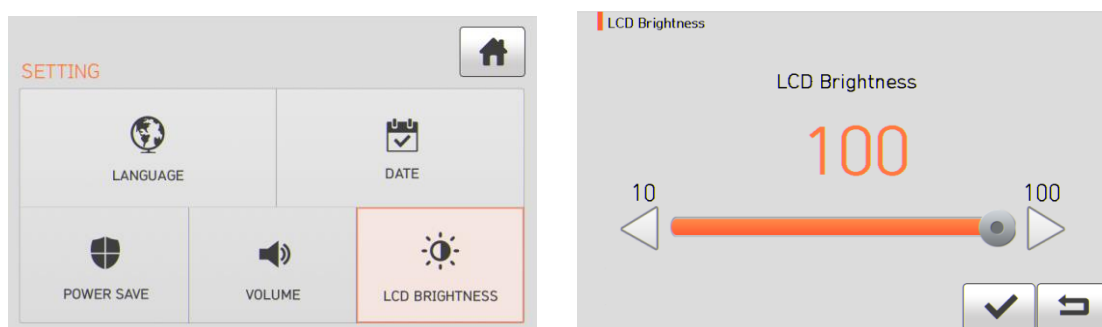 SETTING
LANGUAGE
DATE
POWER SAVE
VOLUME
LCD BRIGHTNESS
LCD Brightness
LCD Brightness
100
10
100